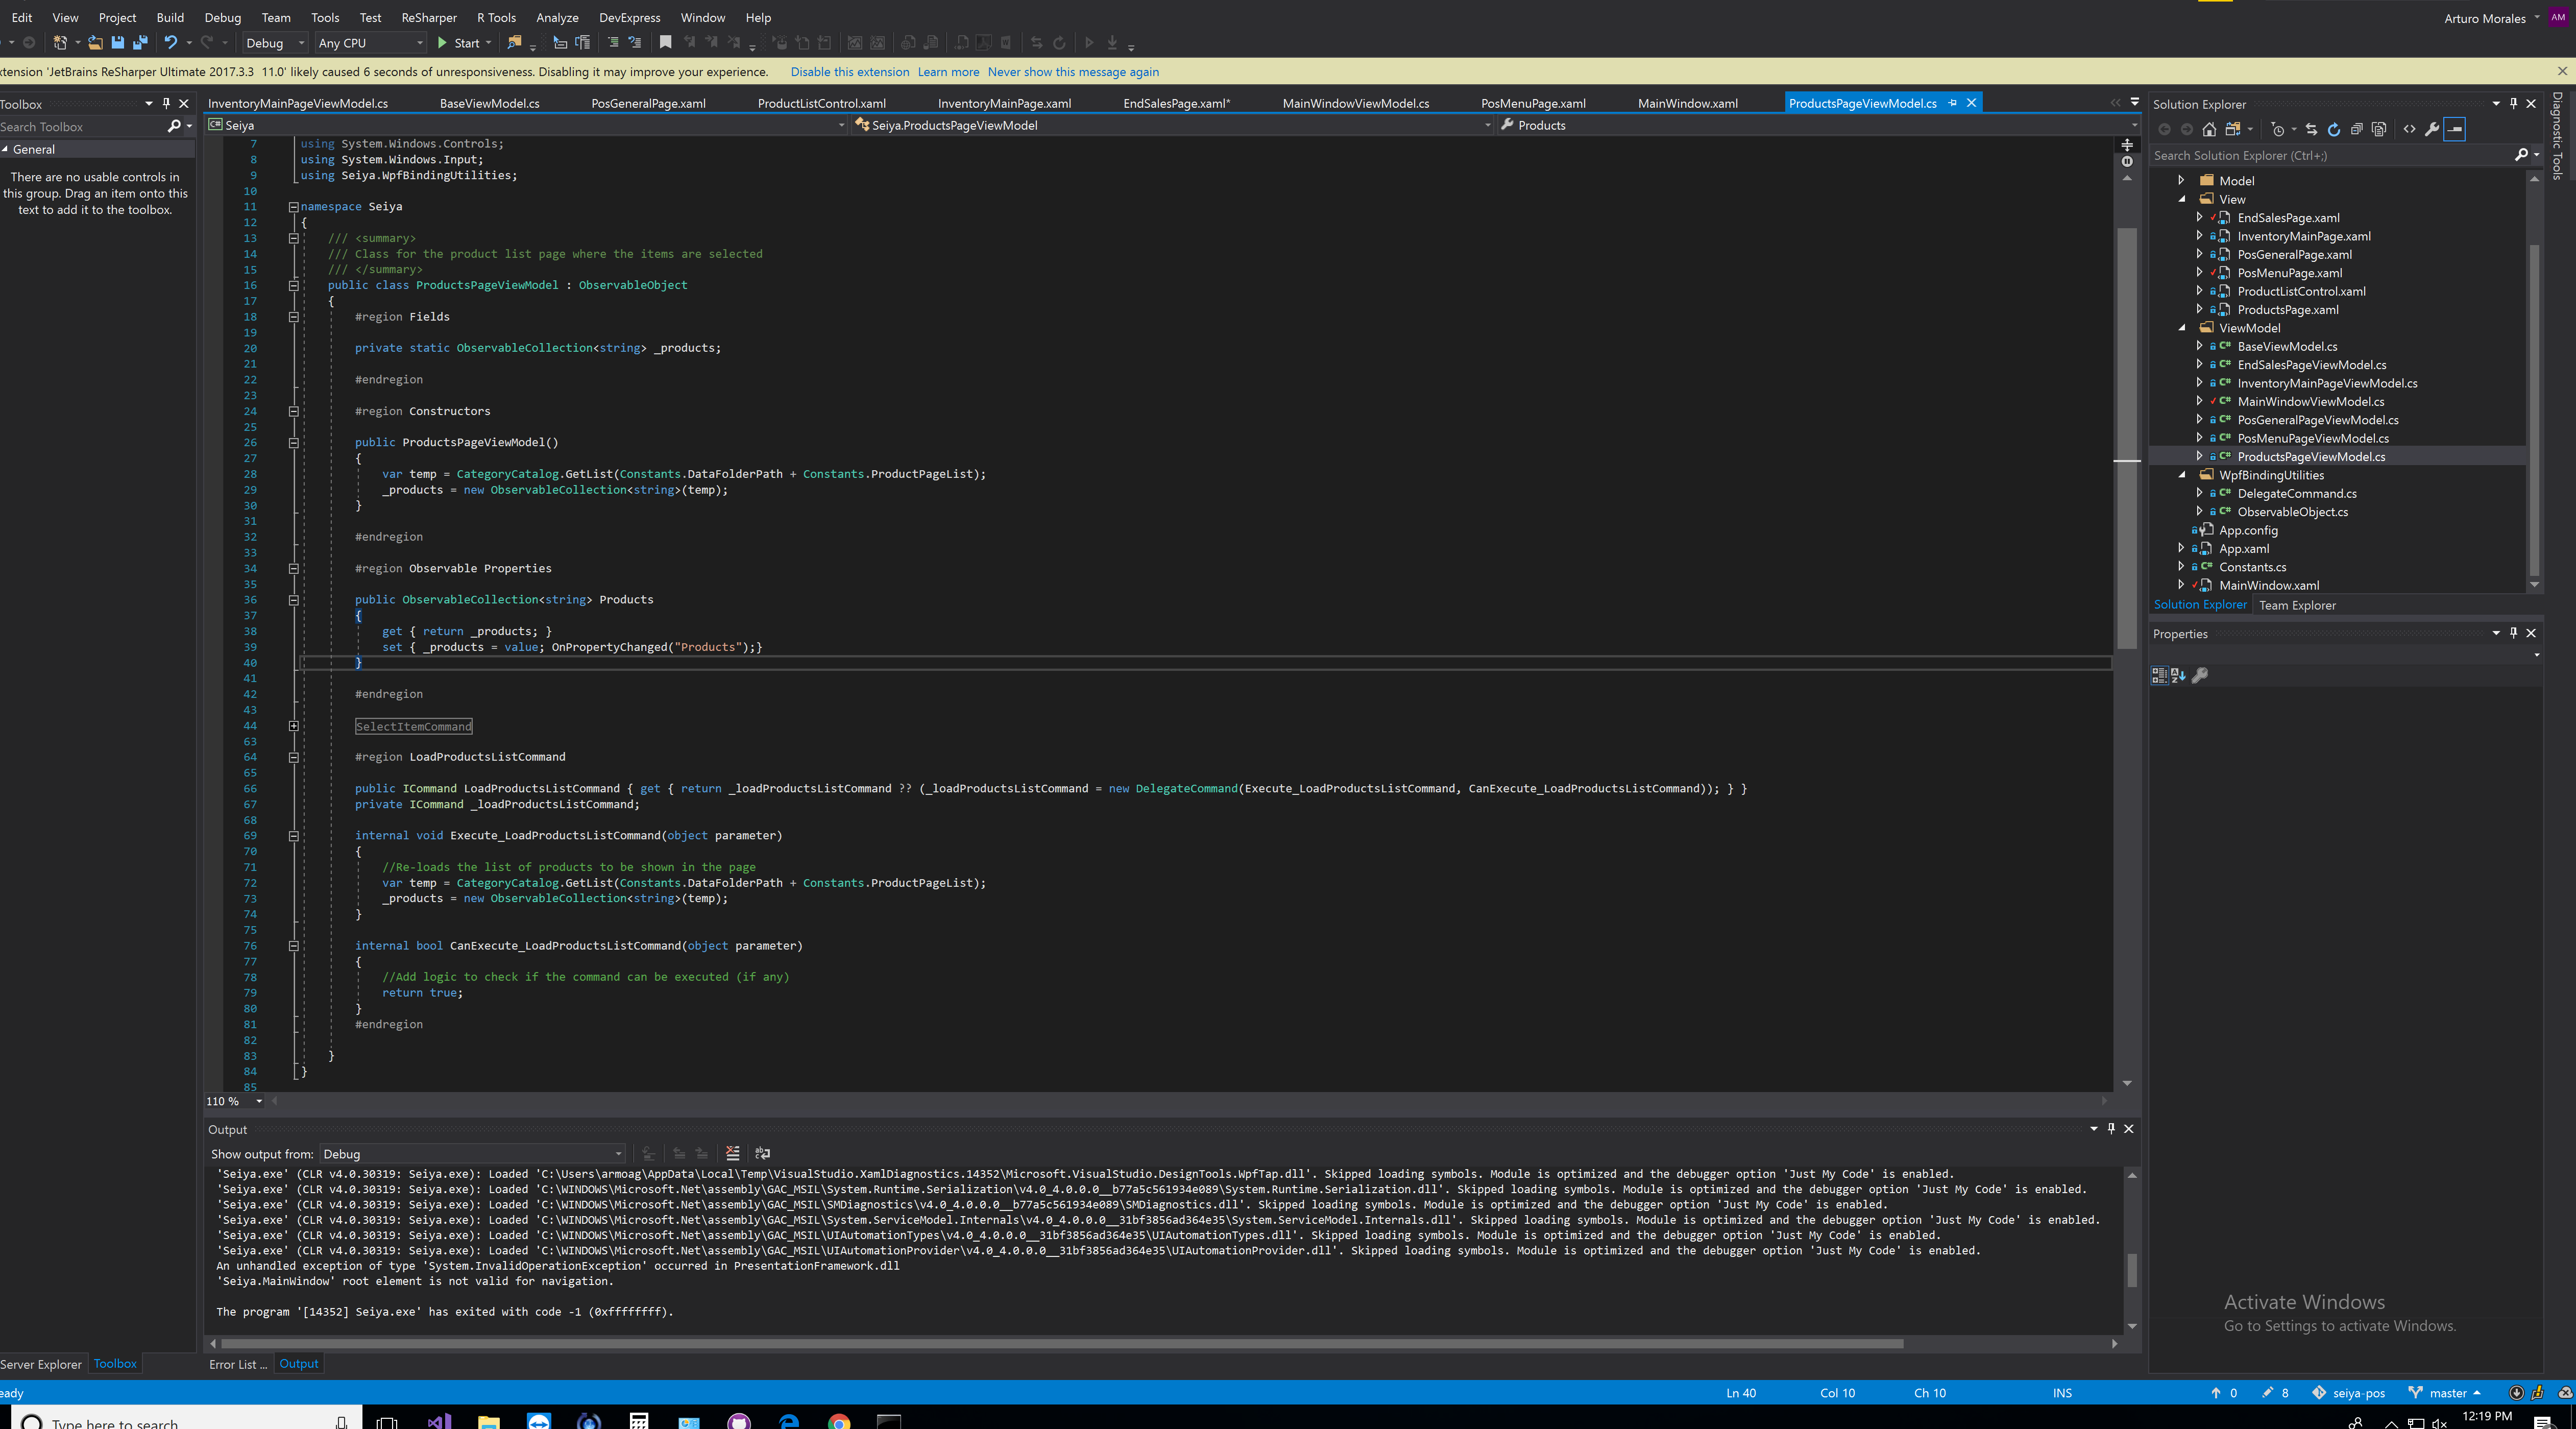 Edit View Project Build Debug Team Tools Test ReSharper R Tools Analyze DevExpress Window Help
Arturo Morales AM
Debug Any CPU Start
xtension 'JetBrains ReSharper Ultimate 2017.3.3 11.0' likely caused 6 seconds of unresponsiveness. Disabling it may improve your experience. Disable this extension Learn more Never show this message again
Toolbox
Search Toolbox
General
There are no usable controls in
this group. Drag an item onto this
text to add it to the toolbox.
InventoryMainPageViewModel.cs BaseViewModel.cs PosGeneralPage.xaml ProductListControl.xaml InventoryMainPage.xaml EndSalesPage.xaml* MainWindowViewModel.cs PosMenuPage.xaml MainWindow.xaml ProductsPageViewModel.cs
Seiya Seiya.ProductsPageViewModel Products
7 using System.Windows.Controls;
8 using System.Windows.Input;
9 using Seiya.WpfBindingUtilities;
10
11 namespace Seiya
12 {
13 /// <summary>
14 /// Class for the product list page where the items are selected
15 /// </summary>
16 public class ProductsPageViewModel : ObservableObject
17 {
18 #region Fields
19
20 private static ObservableCollection<string> _products;
21
22 #endregion
23
24 #region Constructors
25
26 public ProductsPageViewModel()
27 {
28 var temp = CategoryCatalog.GetList(Constants.DataFolderPath + Constants.ProductPageList);
29 _products = new ObservableCollection<string>(temp);
30 }
31
32 #endregion
33
34 #region Observable Properties
35
36 public ObservableCollection<string> Products
37 {
38 get { return _products; }
39 set { _products = value; OnPropertyChanged("Products");}
40 }
41
42 #endregion
43
44 SelectItemCommand
63
64 #region LoadProductsListCommand
65
66 public ICommand LoadProductsListCommand { get { return _loadProductsListCommand ?? (_loadProductsListCommand = new DelegateCommand(Execute_LoadProductsListCommand, CanExecute_LoadProductsListCommand)); } }
67 private ICommand _loadProductsListCommand;
68
69 internal void Execute_LoadProductsListCommand(object parameter)
70 {
71 //Re-loads the list of products to be shown in the page
72 var temp = CategoryCatalog.GetList(Constants.DataFolderPath + Constants.ProductPageList);
73 _products = new ObservableCollection<string>(temp);
74 }
75
76 internal bool CanExecute_LoadProductsListCommand(object parameter)
77 {
78 //Add logic to check if the command can be executed (if any)
79 return true;
80 }
81 #endregion
82
83 }
84 }
85
110 %
Output
Show output from: Debug
'Seiya.exe' (CLR v4.0.30319: Seiya.exe): Loaded 'C:\Users\armoag\AppData\Local\Temp\VisualStudio.XamlDiagnostics.14352\Microsoft.VisualStudio.DesignTools.WpfTap.dll'. Skipped loading symbols. Module is optimized and the debugger option 'Just My Code' is enabled.
'Seiya.exe' (CLR v4.0.30319: Seiya.exe): Loaded 'C:\WINDOWS\Microsoft.Net\assembly\GAC_MSIL\System.Runtime.Serialization\v4.0_4.0.0.0__b77a5c561934e089\System.Runtime.Serialization.dll'. Skipped loading symbols. Module is optimized and the debugger option 'Just My Code' is enabled.
'Seiya.exe' (CLR v4.0.30319: Seiya.exe): Loaded 'C:\WINDOWS\Microsoft.Net\assembly\GAC_MSIL\SMDiagnostics\v4.0_4.0.0.0__b77a5c561934e089\SMDiagnostics.dll'. Skipped loading symbols. Module is optimized and the debugger option 'Just My Code' is enabled.
'Seiya.exe' (CLR v4.0.30319: Seiya.exe): Loaded 'C:\WINDOWS\Microsoft.Net\assembly\GAC_MSIL\System.ServiceModel.Internals\v4.0_4.0.0.0__31bf3856ad364e35\System.ServiceModel.Internals.dll'. Skipped loading symbols. Module is optimized and the debugger option 'Just My Code' is enabled.
'Seiya.exe' (CLR v4.0.30319: Seiya.exe): Loaded 'C:\WINDOWS\Microsoft.Net\assembly\GAC_MSIL\UIAutomationTypes\v4.0_4.0.0.0__31bf3856ad364e35\UIAutomationTypes.dll'. Skipped loading symbols. Module is optimized and the debugger option 'Just My Code' is enabled.
'Seiya.exe' (CLR v4.0.30319: Seiya.exe): Loaded 'C:\WINDOWS\Microsoft.Net\assembly\GAC_MSIL\UIAutomationProvider\v4.0_4.0.0.0__31bf3856ad364e35\UIAutomationProvider.dll'. Skipped loading symbols. Module is optimized and the debugger option 'Just My Code' is enabled.
An unhandled exception of type 'System.InvalidOperationException' occurred in PresentationFramework.dll
'Seiya.MainWindow' root element is not valid for navigation.
The program '[14352] Seiya.exe' has exited with code -1 (0xffffffff).
Server Explorer Toolbox
Error List ... Output
Solution Explorer
Search Solution Explorer (Ctrl+;)
Model
View
EndSalesPage.xaml
InventoryMainPage.xaml
PosGeneralPage.xaml
PosMenuPage.xaml
ProductListControl.xaml
ProductsPage.xaml
ViewModel
BaseViewModel.cs
EndSalesPageViewModel.cs
InventoryMainPageViewModel.cs
MainWindowViewModel.cs
PosGeneralPageViewModel.cs
PosMenuPageViewModel.cs
ProductsPageViewModel.cs
WpfBindingUtilities
DelegateCommand.cs
ObservableObject.cs
App.config
App.xaml
Constants.cs
MainWindow.xaml
Solution Explorer Team Explorer
Properties
Diagnostic Tools
Activate Windows
Go to Settings to activate Windows.
eady Ln 40 Col 10 Ch 10 INS 0 8 seiya-pos master
Type here to search
12:19 PM